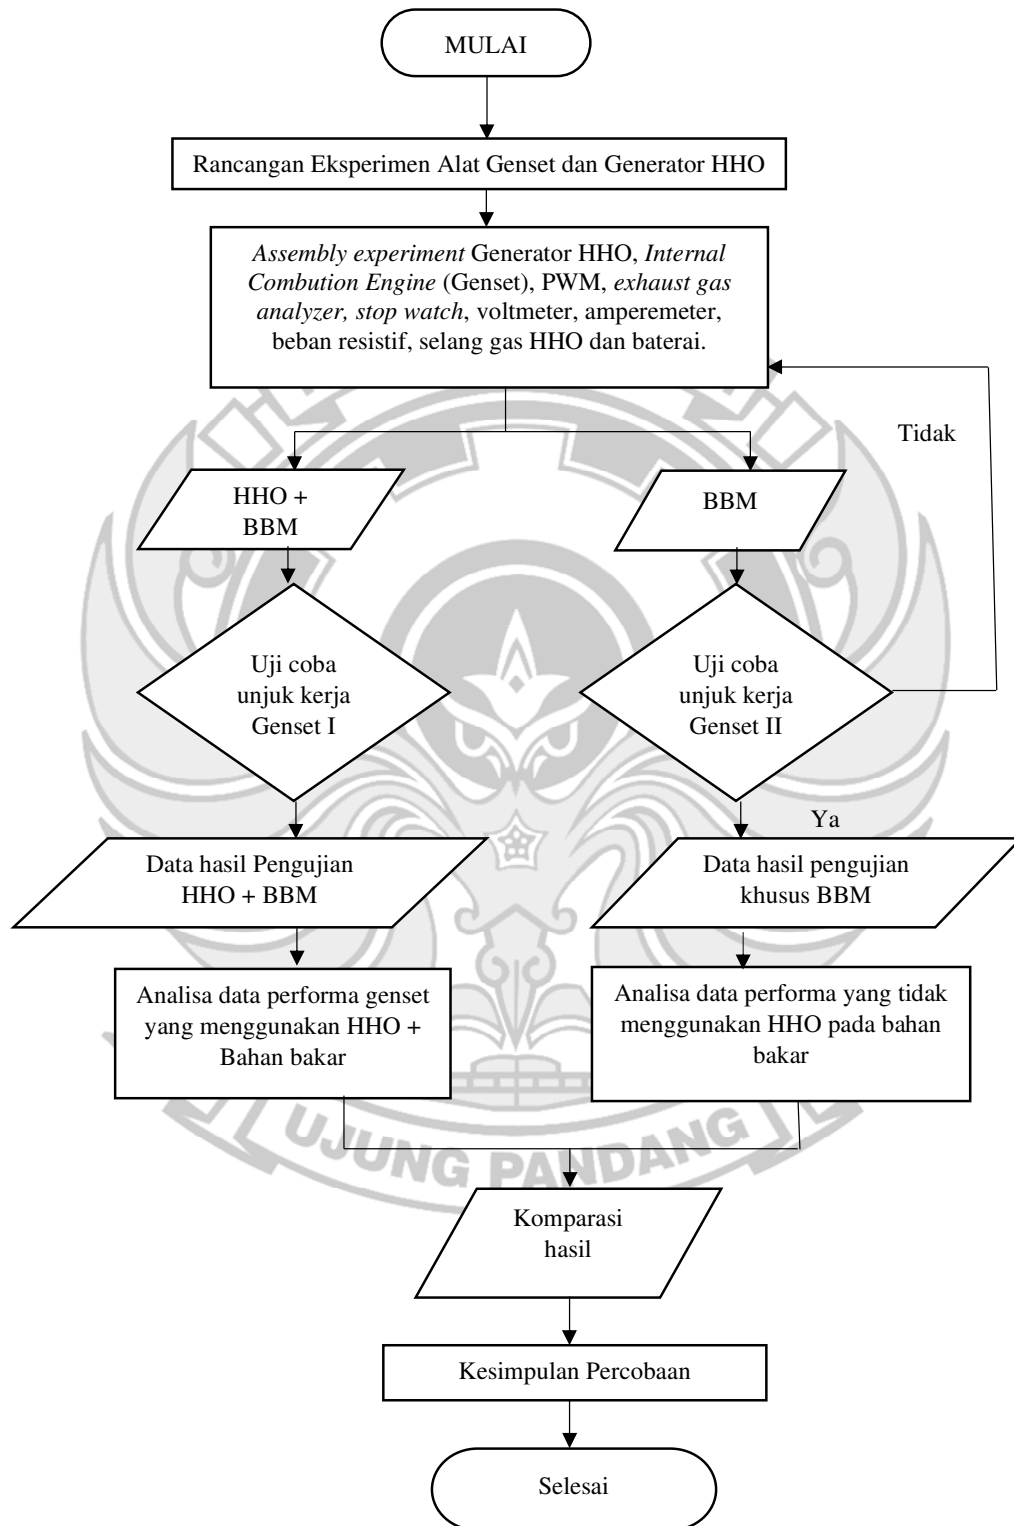 MULAI
Rancangan Eksperimen Alat Genset dan Generator HHO
Assembly experiment Generator HHO, Internal
Combution Engine (Genset), PWM, exhaust gas
analyzer, stop watch, voltmeter, amperemeter,
beban resistif, selang gas HHO dan baterai.
Tidak
HHO +
BBM
BBM
Uji coba
unjuk kerja
Genset I
Uji coba
unjuk kerja
Genset II
Ya
Data hasil Pengujian
HHO + BBM
Data hasil pengujian
khusus BBM
Analisa data performa genset
yang menggunakan HHO +
Bahan bakar
Analisa data performa yang tidak
menggunakan HHO pada bahan
bakar
UJUNG PANDANG
Komparasi
hasil
Kesimpulan Percobaan
Selesai